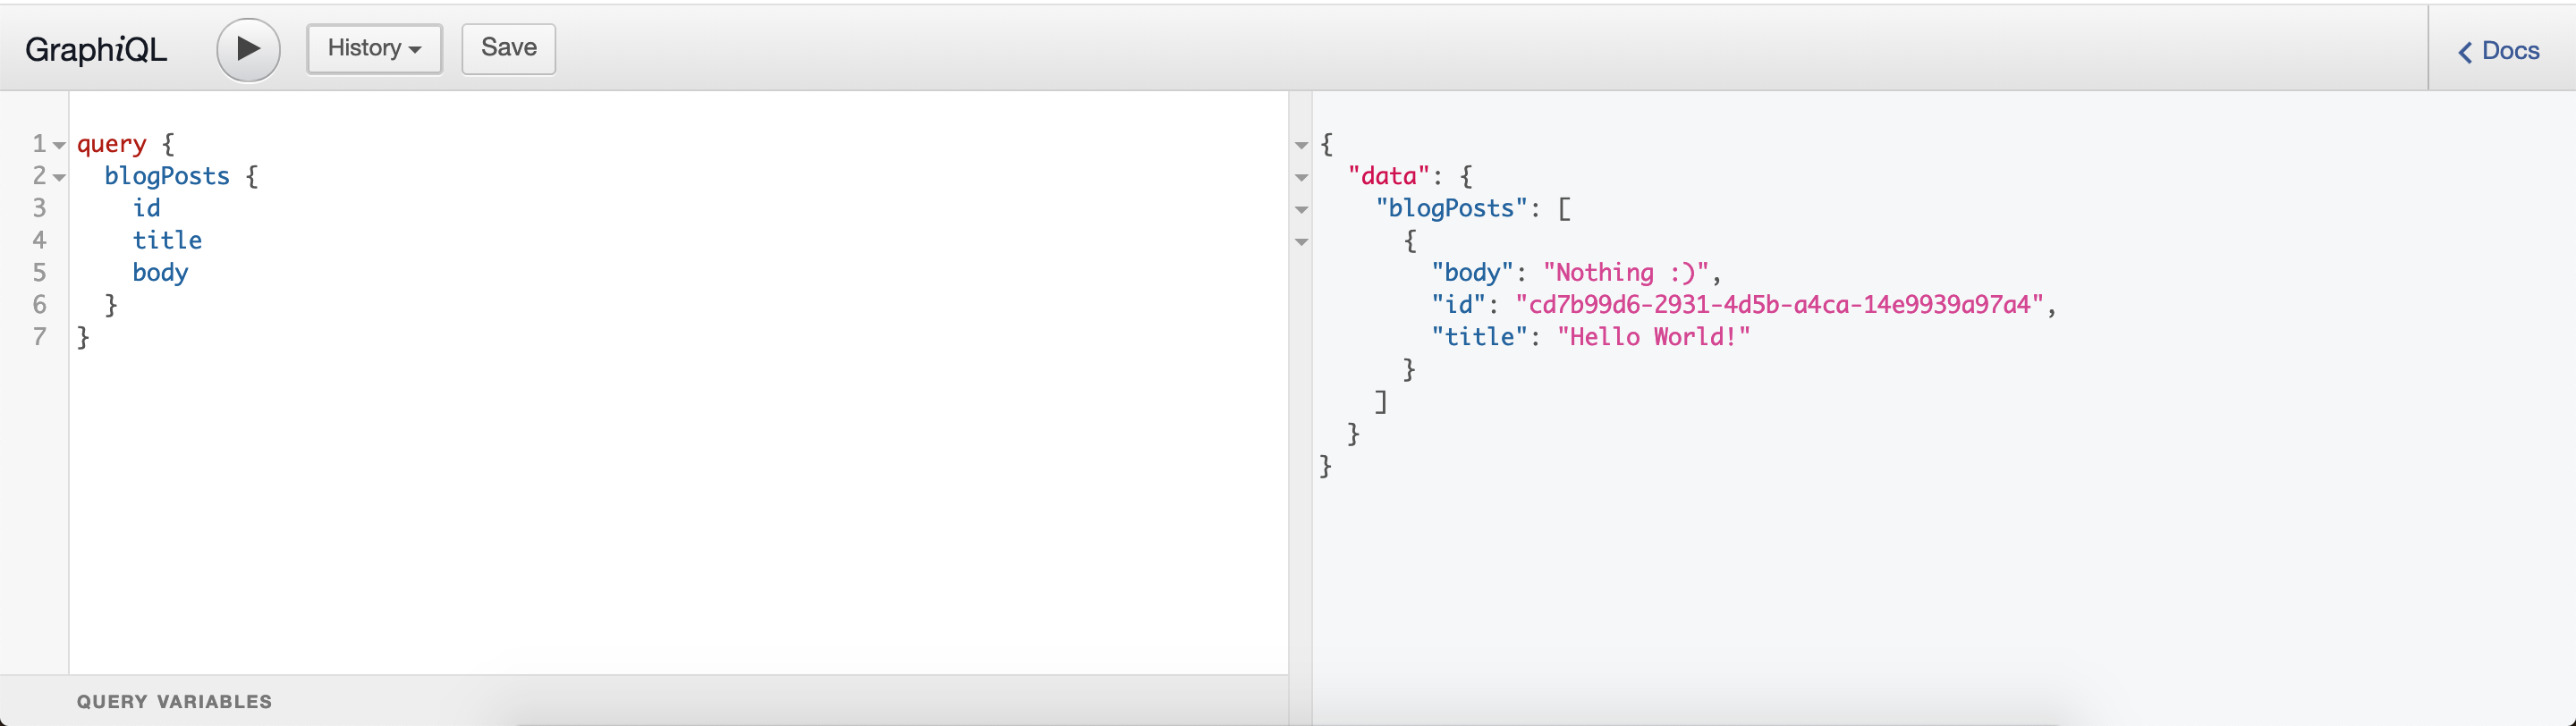 GraphiQL History Save Docs
1 query {
2 blogPosts {
3 id
4 title
5 body
6 }
7 }
QUERY VARIABLES
{
"data": {
"blogPosts": [
{
"body": "Nothing :)",
"id": "cd7b99d6-2931-4d5b-a4ca-14e9939a97a4",
"title": "Hello World!"
}
]
}
}